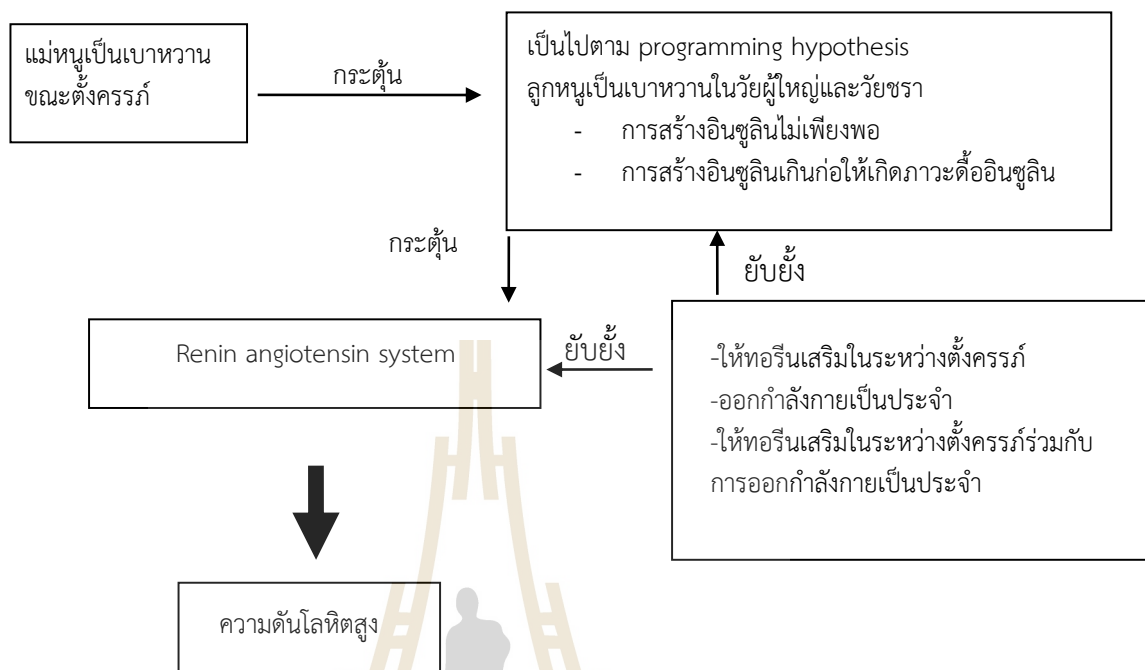 แม่หนูเป็นเบาหวาน
ขณะตั้งครรภ์
กระตุ้น
เป็นไปตาม programming hypothesis
ลูกหนูเป็นเบาหวานในวัยผู้ใหญ่และวัยชรา
- การสร้างอินซูลินไม่เพียงพอ
- การสร้างอินซูลินเกินก่อให้เกิดภาวะดื้ออินซูลิน
กระตุ้น
ยับยั้ง
Renin angiotensin system
ยับยั้ง
-ให้ทอรีนเสริมในระหว่างตั้งครรภ์
-ออกกำลังกายเป็นประจำ
-ให้ทอรีนเสริมในระหว่างตั้งครรภ์ร่วมกับ
การออกกำลังกายเป็นประจำ
ความดันโลหิตสูง